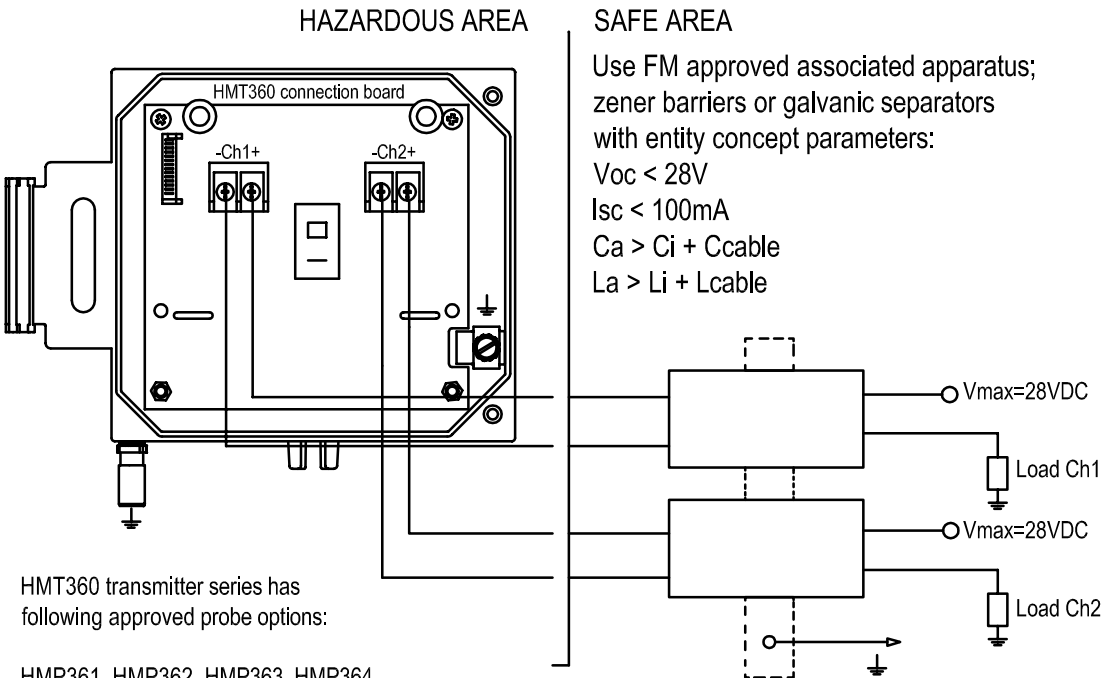 HAZARDOUS AREA
SAFE AREA
Use FM approved associated apparatus;
zener barriers or galvanic separators
with entity concept parameters:
Voc < 28V
Isc < 100mA
Ca > Ci + Ccable
La > Li + Lcable
HMT360 connection board
-Ch1+
-Ch2+
Vmax=28VDC
Load Ch1
Vmax=28VDC
Load Ch2
HMT360 transmitter series has
following approved probe options:
HMP361, HMP362, HMP363, HMP364